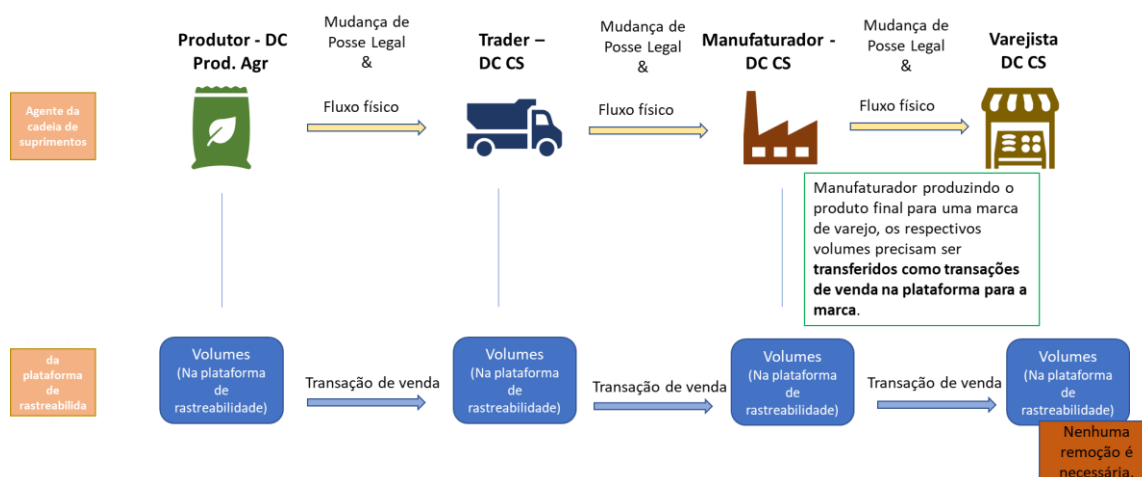 Produtor - DC
Prod. Agr
Mudança de
Posse Legal
&
Trader –
DC CS
Mudança de
Posse Legal
&
Manufaturador -
DC CS
Mudança de
Posse Legal
&
Varejista
DC CS
Agente da
cadeia de
suprimentos
Fluxo físico
Fluxo físico
Fluxo físico
Manufaturador produzindo o
produto final para uma marca
de varejo, os respectivos
volumes precisam ser
transferidos como transações
de venda na plataforma para a
marca.
da
plataforma
de
rastreabilida
Volumes
(Na plataforma
de
rastreabilidade)
Transação de venda
Volumes
(Na plataforma
de
rastreabilidade)
Transação de venda
Volumes
(Na plataforma
de
rastreabilidade)
Transação de venda
Volumes
(Na plataforma
de
rastreabilidade)
Nenhuma
remoção é
necessária.